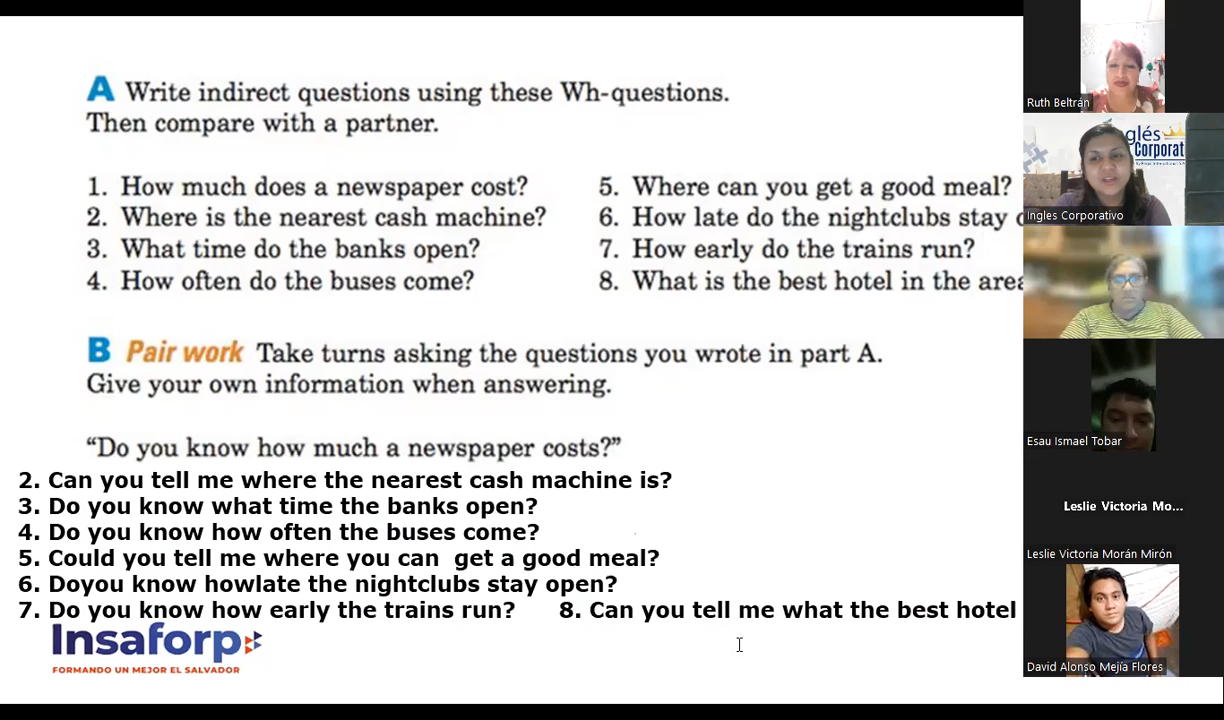 A Write indirect questions using these Wh-questions.
Then compare with a partner.
1. How much does a newspaper cost?
2. Where is the nearest cash machine?
3. What time do the banks open?
4. How often do the buses come?
5. Where can you get a good meal?
6. How late do the nightclubs stay
7. How early do the trains run?
8. What is the best hotel in the area
B Pair work Take turns asking the questions you wrote in part A.
Give your own information when answering.
“Do you know how much a newspaper costs?”
2. Can you tell me where the nearest cash machine is?
3. Do you know what time the banks open?
4. Do you know how often the buses come?
5. Could you tell me where you can  get a good meal?
6. Doyou know howlate the nightclubs stay open?
7. Do you know how early the trains run? 8. Can you tell me what the best hotel
Insaforp
FORMANDO UN MEJOR EL SALVADOR
Ruth Beltrán
Inglés
Corporat
Ingles Corporativo
Esau Ismael Tobar
Leslie Victoria Mo...
Leslie Victoria Morán Mirón
David Alonso Mejía Flores